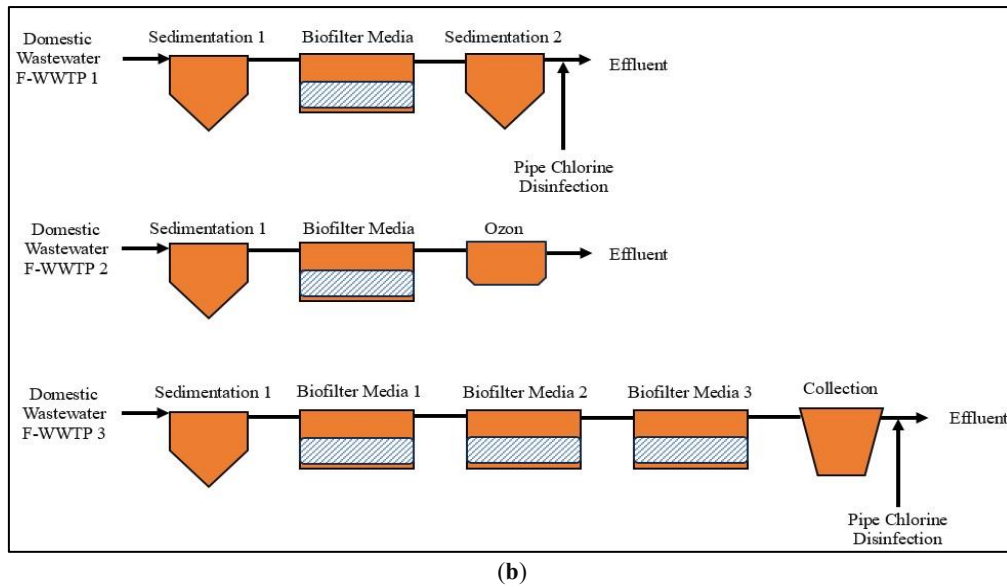 Domestic
Wastewater
F-WWTP 1
Sedimentation 1
Biofilter Media
Sedimentation 2
Effluent
Pipe Chlorine
Disinfection
Domestic
Wastewater
F-WWTP 2
Sedimentation 1
Biofilter Media
Ozon
Effluent
Domestic
Wastewater
F-WWTP 3
Sedimentation 1
Biofilter Media 1
Biofilter Media 2
Biofilter Media 3
Collection
Effluent
Pipe Chlorine
Disinfection
(b)